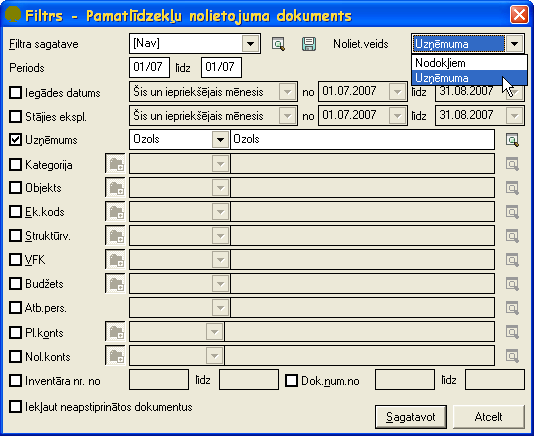 Filtrs - Pamatlīdzekļu nolietojuma dokuments
Filtra sagatave [Nav] Noliet.veids Uzņēmuma
Nodokļiem
Uzņēmuma
Periods 01/07 līdz 01/07
Iegādes datums Šis un iepriekšējais mēnesis no 01.07.2007 līdz 31.08.2007
Stājies ekspl. Šis un iepriekšējais mēnesis no 01.07.2007 līdz 31.08.2007
Uzņēmums Ozols Ozols
Kategorija
Objekts
Ek.kods
Struktūrv.
VFK
Budžets
Atb.pers.
Pl.konts
Nol.konts
Inventāra nr. no līdz Dok.num.no līdz
Iekļaut neapstiprinātos dokumentus
Sagatavot Atcelt